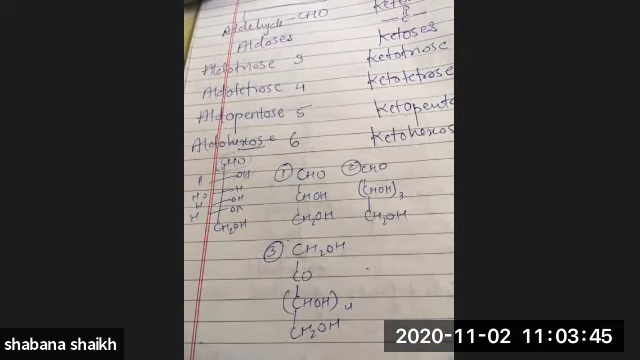 Aldehyde - CHO
Aldoses Ketoses
Aldotriose 3 Ketotriose
Aldotetrose 4 Ketotetrose
Aldopentose 5 Ketopento
Aldohexose 6 Ketohexos
CHO
OH
H
OH
H OH
CH2OH
① CHO
CHOH
CH2OH
② CHO
(CHOH)3
CH2OH
③ CH2OH
CO
(CHOH)4
CH2OH
shabana shaikh
2020-11-02 11:03:45